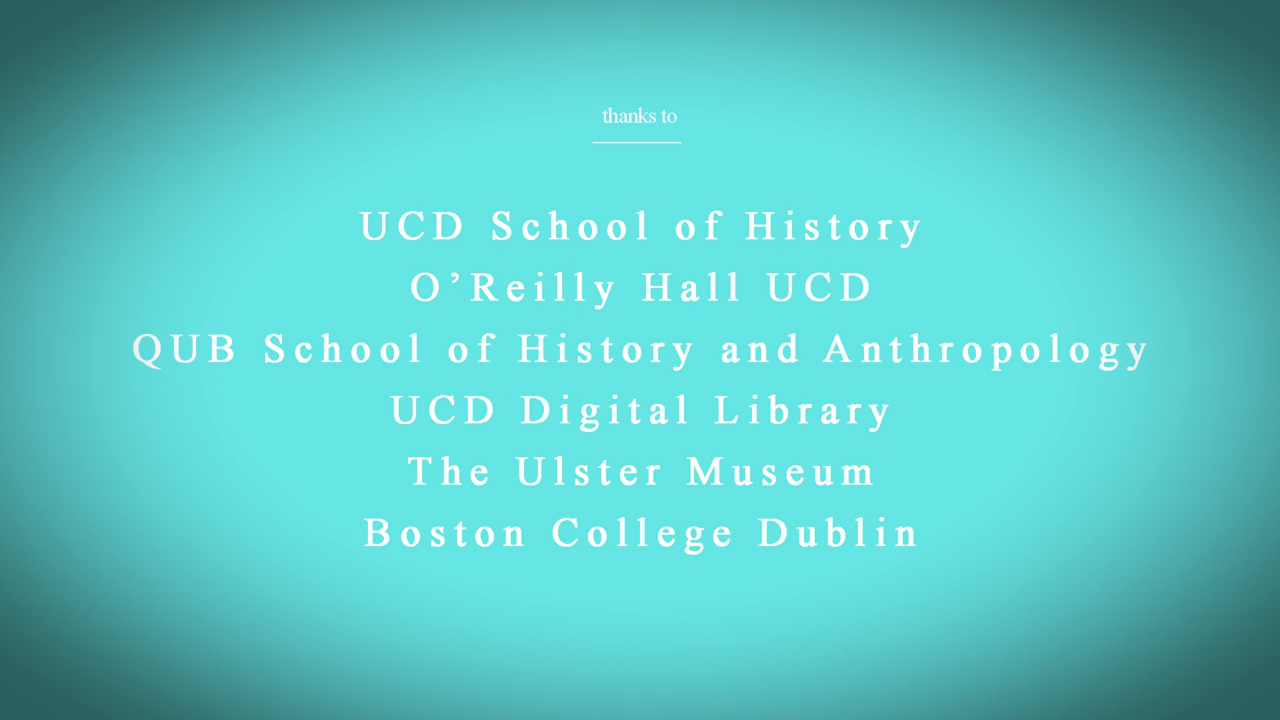 thanks to
UCD School of History
O’Reilly Hall UCD
QUB School of History and Anthropology
UCD Digital Library
The Ulster Museum
Boston College Dublin